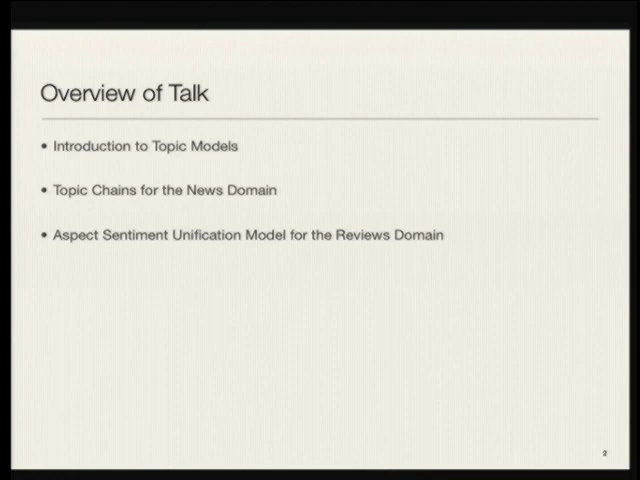 Overview of Talk
• Introduction to Topic Models
• Topic Chains for the News Domain
• Aspect Sentiment Unification Model for the Reviews Domain
2